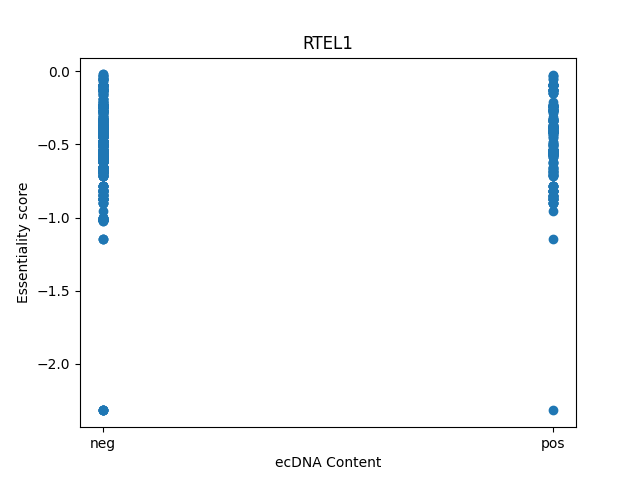 RTEL1
0.0
−0.5
−1.0
−1.5
−2.0
Essentiality score
neg
pos
ecDNA Content